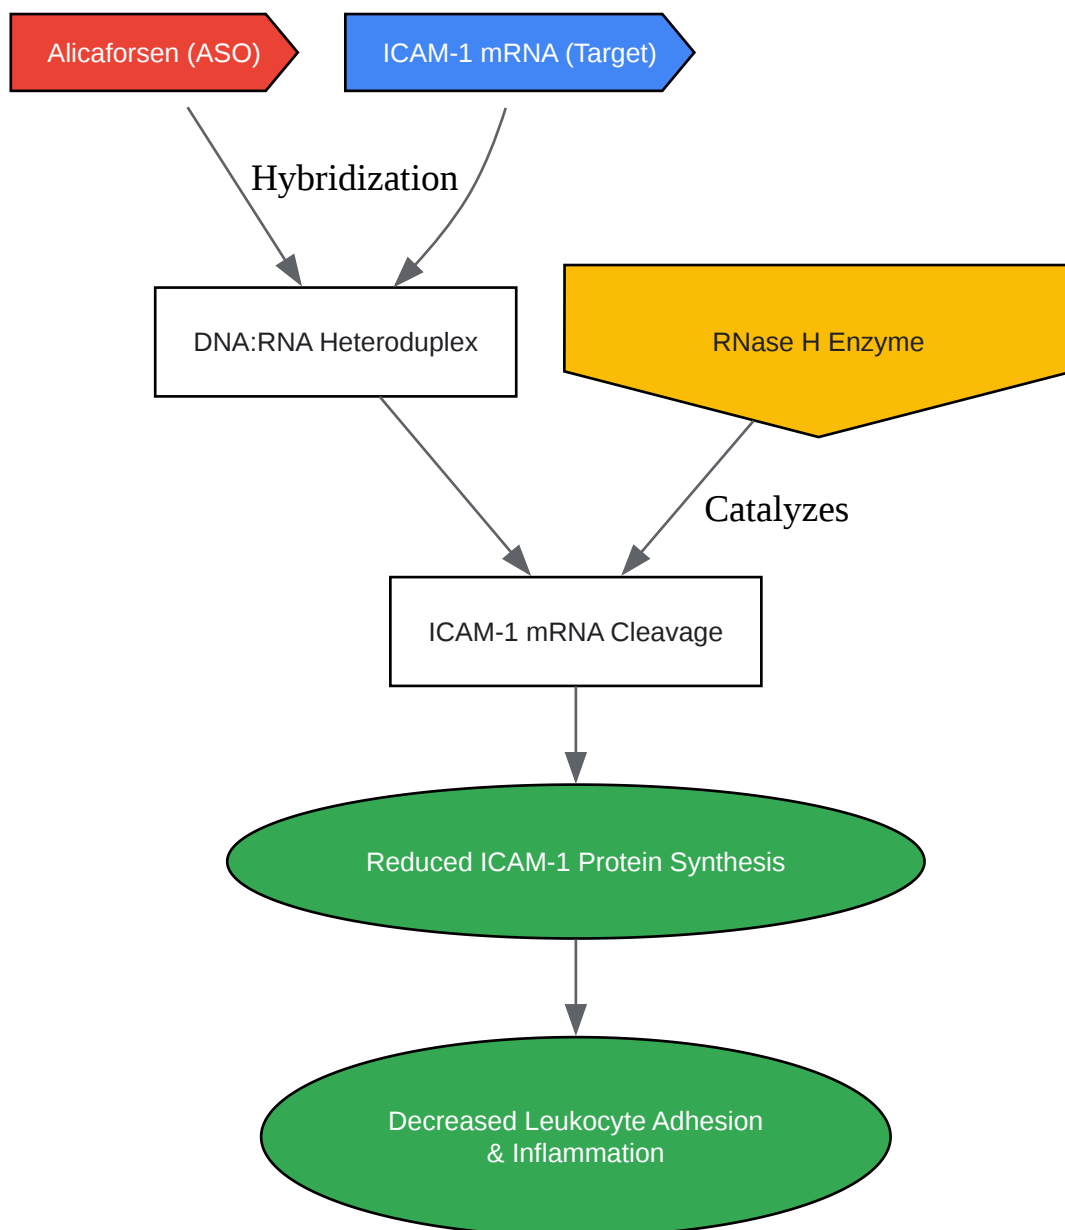 Alicaforsen (ASO)
ICAM-1 mRNA (Target)
Hybridization
DNA:RNA Heteroduplex
RNase H Enzyme
Catalyzes
ICAM-1 mRNA Cleavage
Reduced ICAM-1 Protein Synthesis
Decreased Leukocyte Adhesion
& Inflammation